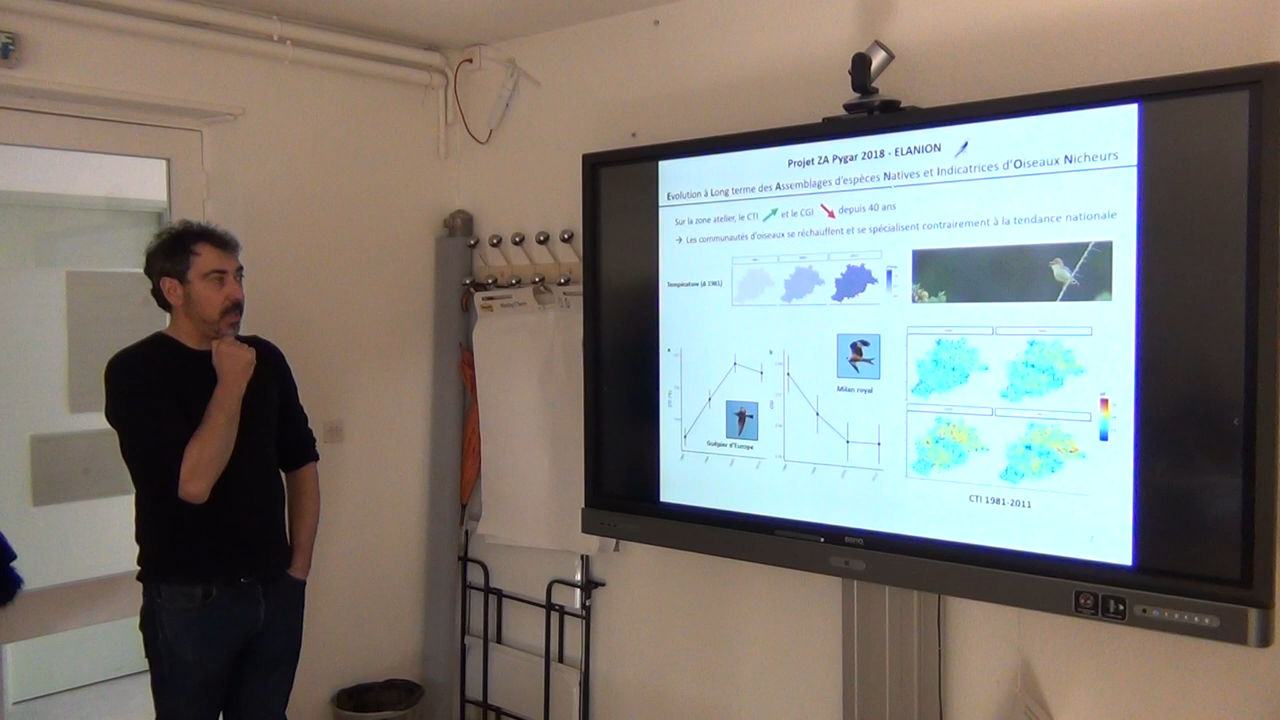 Projet ZA Pygar 2018 - ELANION
Evolution à Long terme des Assemblages d'espèces Natives et Indicatrices d'Oiseaux Nicheurs
Sur la zone atelier, le CTI et le CGI depuis 40 ans
→ Les communautés d'oiseaux se réchauffent et se spécialisent contrairement à la tendance nationale
Température (Δ 1981)
a
b
Milan royal
Guêpier d'Europe
CTI 1981-2011
BenQ